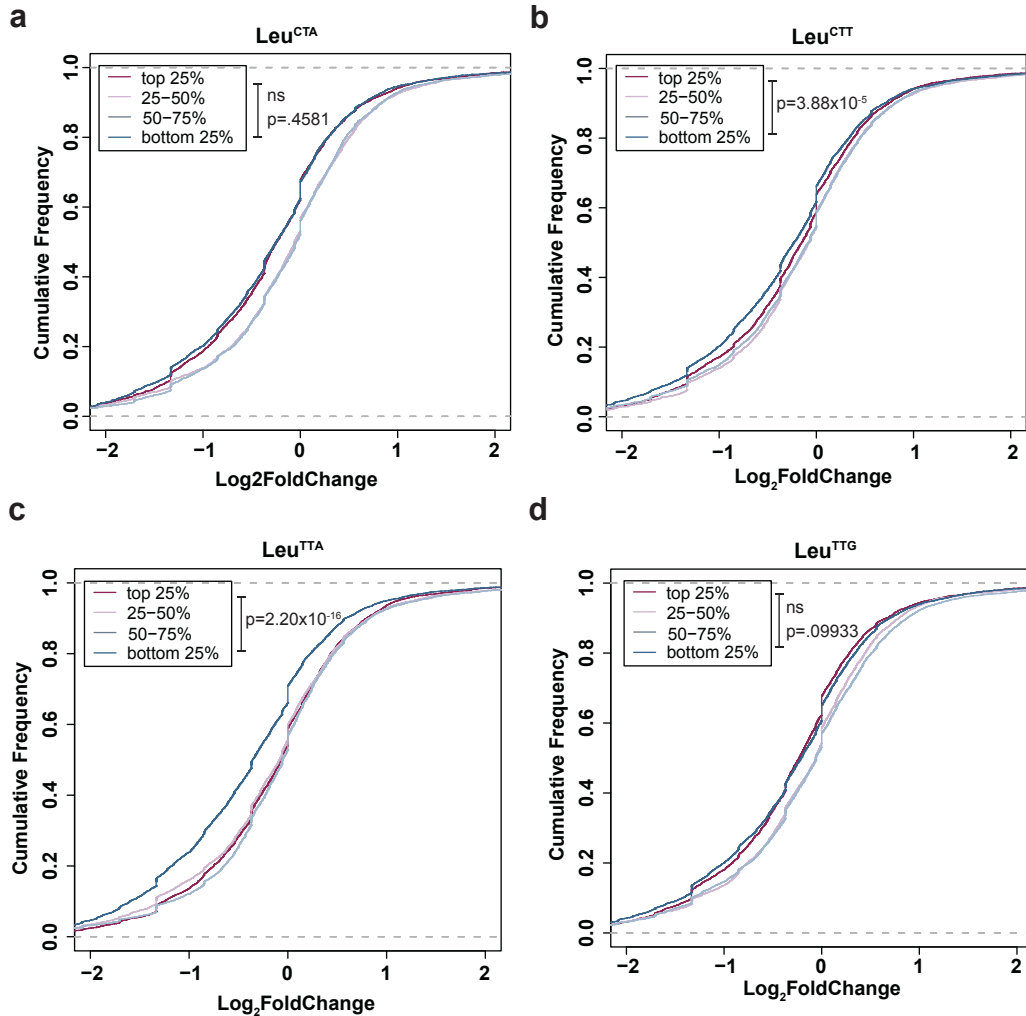 a
Leu^CTA
top 25%
25−50%
50−75%
bottom 25%
ns
p=.4581
Cumulative Frequency
0.0 0.2 0.4 0.6 0.8 1.0
−2 −1 0 1 2
Log2FoldChange
b
Leu^CTT
top 25%
25−50%
50−75%
bottom 25%
p=3.88x10^-5
Cumulative Frequency
0.0 0.2 0.4 0.6 0.8 1.0
−2 −1 0 1 2
Log₂FoldChange
c
Leu^TTA
top 25%
25−50%
50−75%
bottom 25%
p=2.20x10^-16
Cumulative Frequency
0.0 0.2 0.4 0.6 0.8 1.0
−2 −1 0 1 2
Log₂FoldChange
d
Leu^TTG
top 25%
25−50%
50−75%
bottom 25%
ns
p=.09933
Cumulative Frequency
0.0 0.2 0.4 0.6 0.8 1.0
−2 −1 0 1 2
Log₂FoldChange